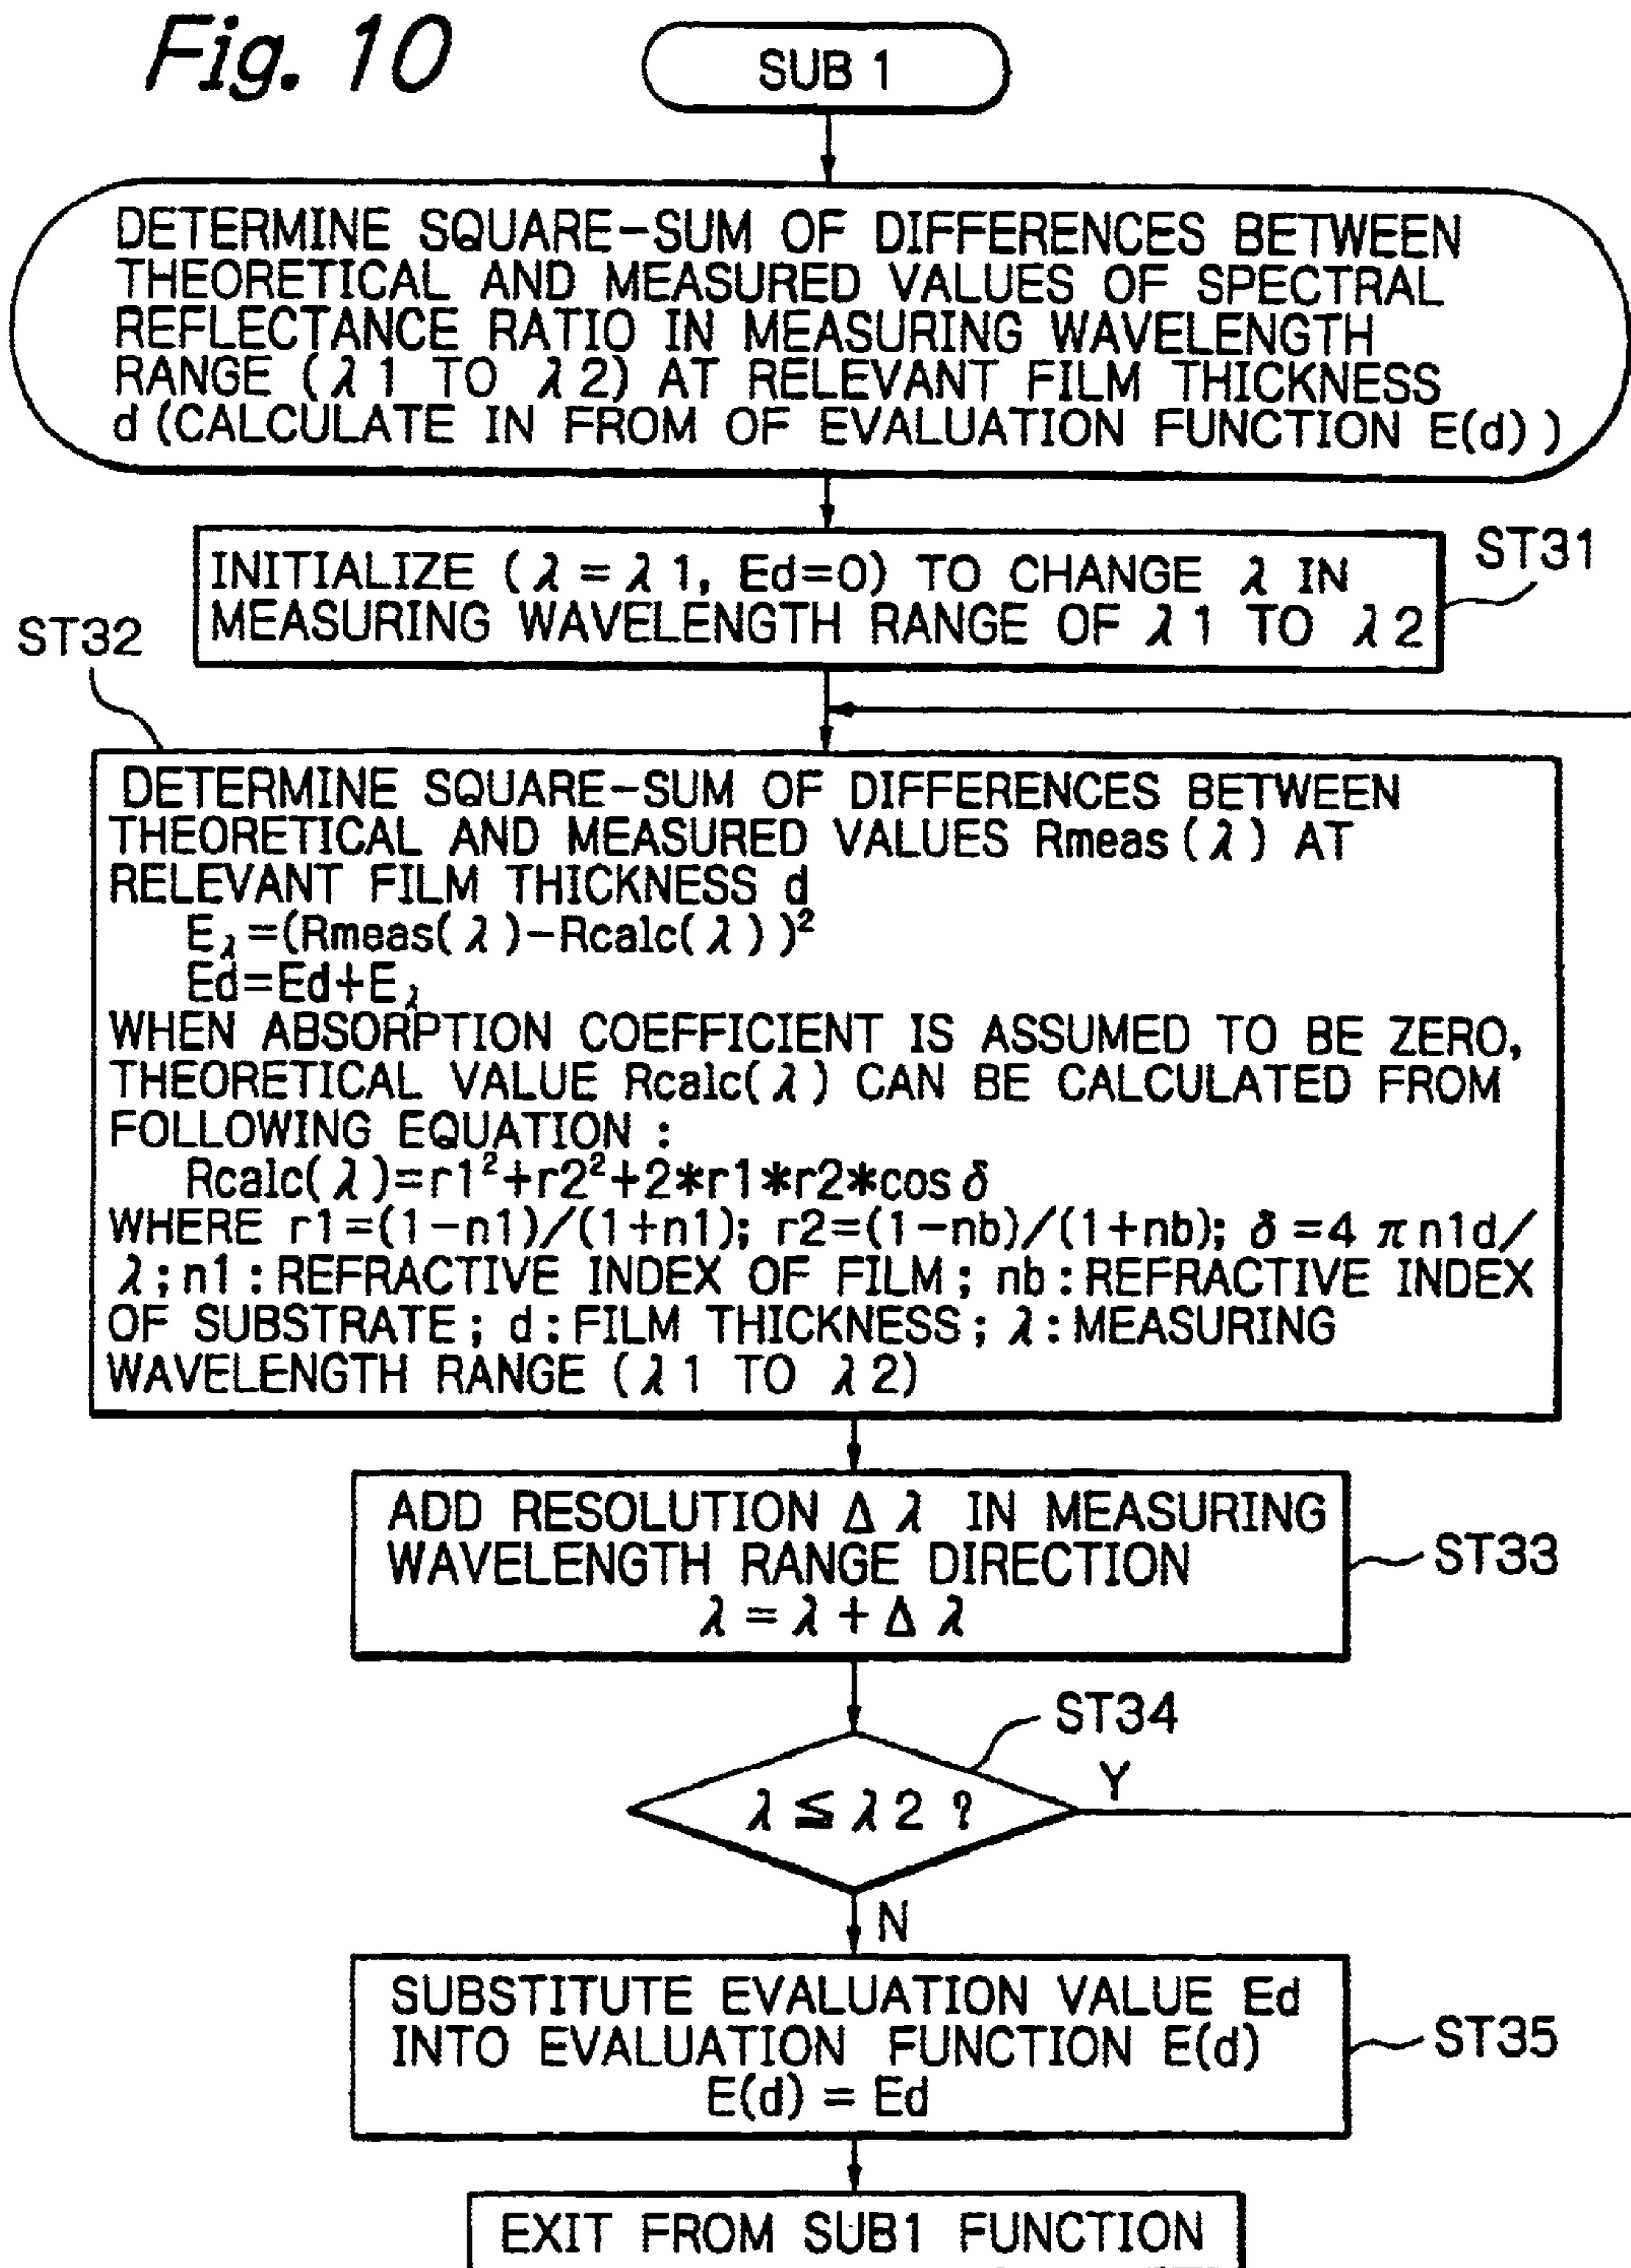 Fig. 10
SUB 1
DETERMINE SQUARE-SUM OF DIFFERENCES BETWEEN
THEORETICAL AND MEASURED VALUES OF SPECTRAL
REFLECTANCE RATIO IN MEASURING WAVELENGTH
RANGE (λ1 TO λ2) AT RELEVANT FILM THICKNESS
d (CALCULATE IN FROM OF EVALUATION FUNCTION E(d))
INITIALIZE (λ=λ1, Ed=0) TO CHANGE λ IN
MEASURING WAVELENGTH RANGE OF λ1 TO λ2
ST31
ST32
DETERMINE SQUARE-SUM OF DIFFERENCES BETWEEN
THEORETICAL AND MEASURED VALUES Rmeas(λ) AT
RELEVANT FILM THICKNESS d
E_λ=(Rmeas(λ)-Rcalc(λ))²
Ed=Ed+E_λ
WHEN ABSORPTION COEFFICIENT IS ASSUMED TO BE ZERO,
THEORETICAL VALUE Rcalc(λ) CAN BE CALCULATED FROM
FOLLOWING EQUATION :
Rcalc(λ)=r1²+r2²+2*r1*r2*cosδ
WHERE r1=(1-n1)/(1+n1); r2=(1-nb)/(1+nb); δ=4πn1d/
λ; n1: REFRACTIVE INDEX OF FILM; nb: REFRACTIVE INDEX
OF SUBSTRATE; d: FILM THICKNESS; λ: MEASURING
WAVELENGTH RANGE (λ1 TO λ2)
ADD RESOLUTION Δλ IN MEASURING
WAVELENGTH RANGE DIRECTION
λ=λ+Δλ
ST33
ST34
λ≦λ2 ?
Y
N
SUBSTITUTE EVALUATION VALUE Ed
INTO EVALUATION FUNCTION E(d)
E(d) = Ed
ST35
EXIT FROM SUB1 FUNCTION